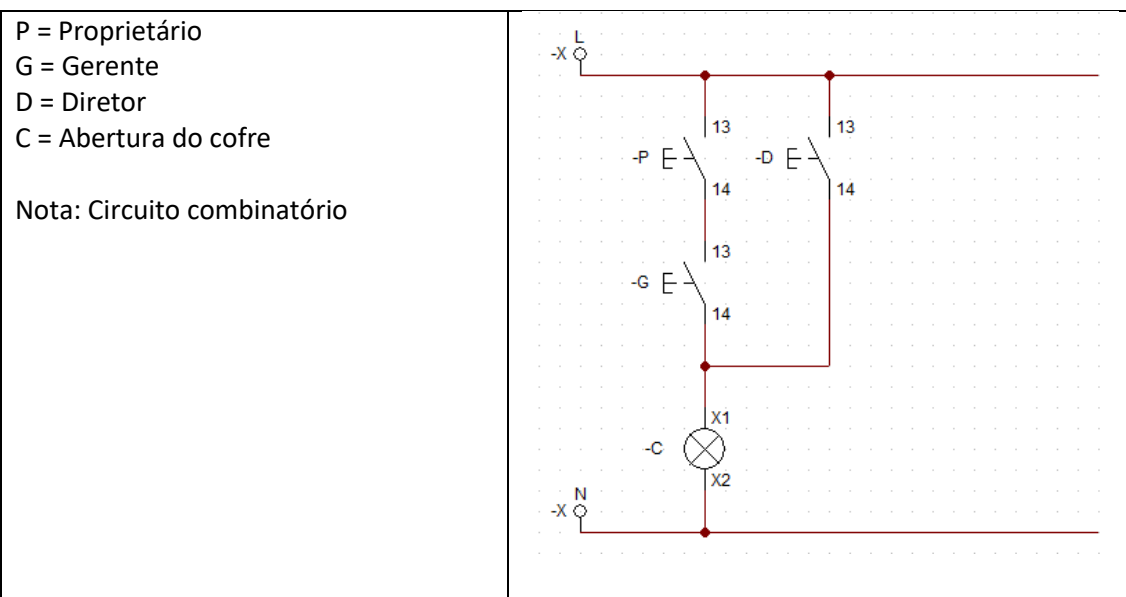 P = Proprietário
G = Gerente
D = Diretor
C = Abertura do cofre
Nota: Circuito combinatório
L
-X
13
13
-P
-D
14
14
13
-G
14
X1
-C
X2
N
-X